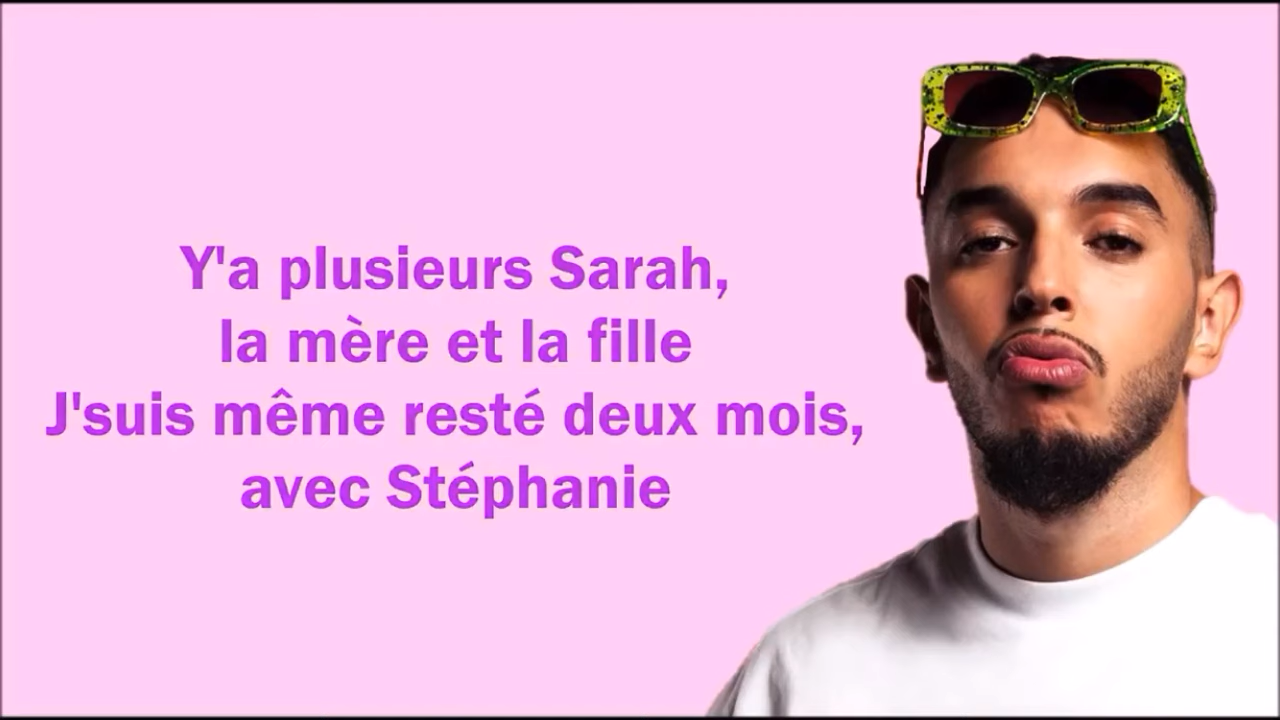 Y'a plusieurs Sarah,
la mère et la fille
J'suis même resté deux mois,
avec Stéphanie